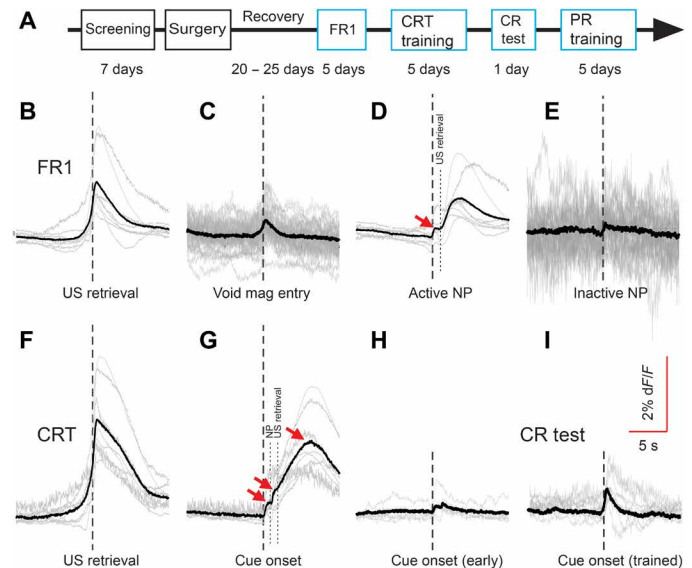 A
Screening
Surgery
Recovery
FR1
CRT
training
CR
test
PR
training
7 days
20 – 25 days
5 days
5 days
1 day
5 days
B
C
D
E
FR1
US retrieval
US retrieval
Void mag entry
Active NP
Inactive NP
F
G
H
I
CRT
NP
US retrieval
CR test
2% dF/F
5 s
US retrieval
Cue onset
Cue onset (early)
Cue onset (trained)